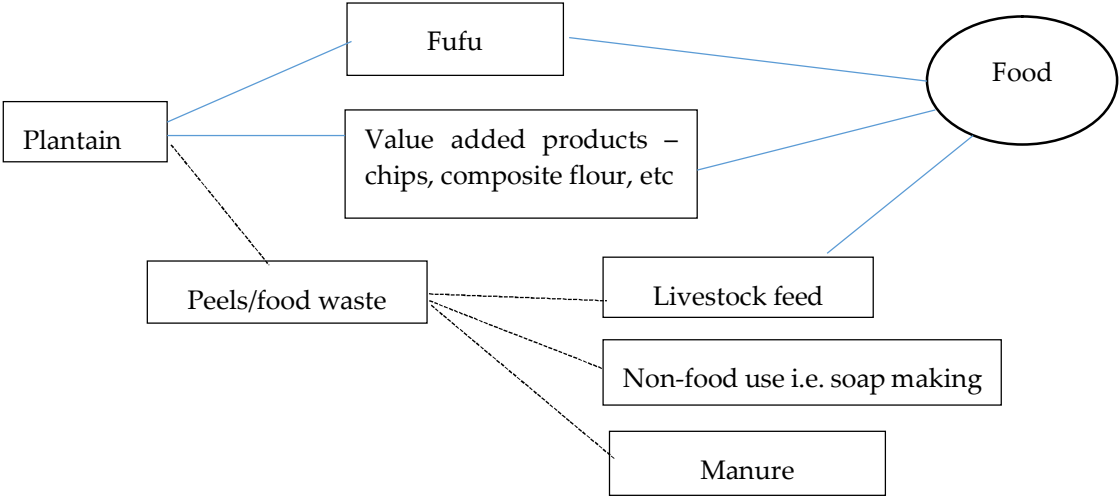 Fufu
Food
Plantain
Value added products –
chips, composite flour, etc
Peels/food waste
Livestock feed
Non-food use i.e. soap making
Manure